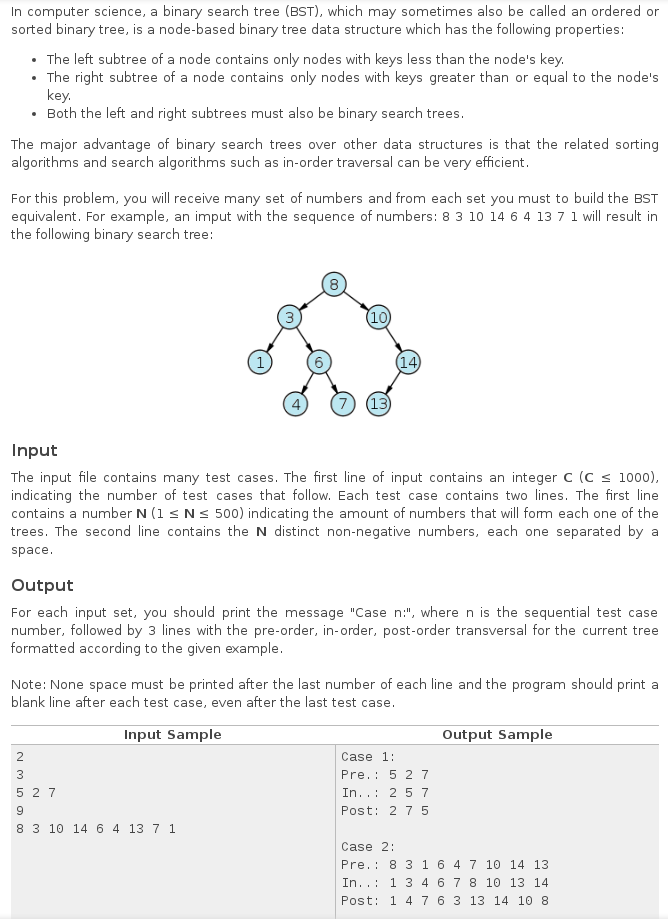 In computer science, a binary search tree (BST), which may sometimes also be called an ordered or
sorted binary tree, is a node-based binary tree data structure which has the following properties:
• The left subtree of a node contains only nodes with keys less than the node's key.
• The right subtree of a node contains only nodes with keys greater than or equal to the node's
key.
• Both the left and right subtrees must also be binary search trees.
The major advantage of binary search trees over other data structures is that the related sorting
algorithms and search algorithms such as in-order traversal can be very efficient.
For this problem, you will receive many set of numbers and from each set you must to build the BST
equivalent. For example, an imput with the sequence of numbers: 8 3 10 14 6 4 13 7 1 will result in
the following binary search tree:
8
3 10
1 6 14
4 7 13
Input
The input file contains many test cases. The first line of input contains an integer C (C ≤ 1000),
indicating the number of test cases that follow. Each test case contains two lines. The first line
contains a number N (1 ≤ N ≤ 500) indicating the amount of numbers that will form each one of the
trees. The second line contains the N distinct non-negative numbers, each one separated by a
space.
Output
For each input set, you should print the message "Case n:", where n is the sequential test case
number, followed by 3 lines with the pre-order, in-order, post-order transversal for the current tree
formatted according to the given example.
Note: None space must be printed after the last number of each line and the program should print a
blank line after each test case, even after the last test case.
Input Sample
2
3
5 2 7
9
8 3 10 14 6 4 13 7 1
Output Sample
Case 1:
Pre.: 5 2 7
In..: 2 5 7
Post: 2 7 5
Case 2:
Pre.: 8 3 1 6 4 7 10 14 13
In..: 1 3 4 6 7 8 10 13 14
Post: 1 4 7 6 3 13 14 10 8